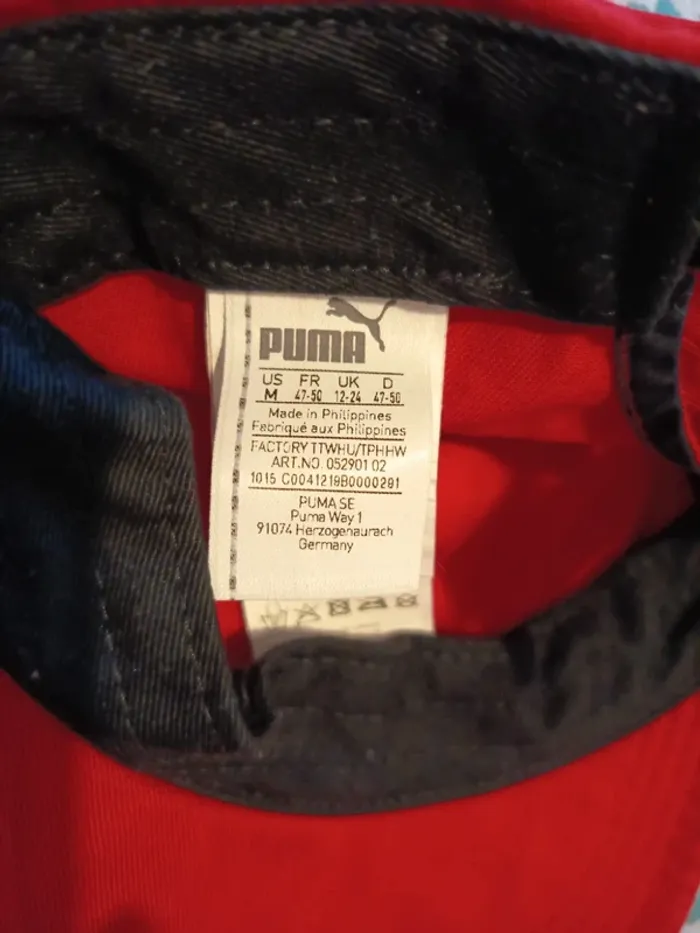 PUMA
US FR UK D
M 47-50 12-24 47-50
Made in Philippines
Fabriqué aux Philippines
FACTORY TTWHU/TPHHW
ART.NO. 052901 02
1015 C0041219B0000291
PUMA SE
Puma Way 1
91074 Herzogenaurach
Germany